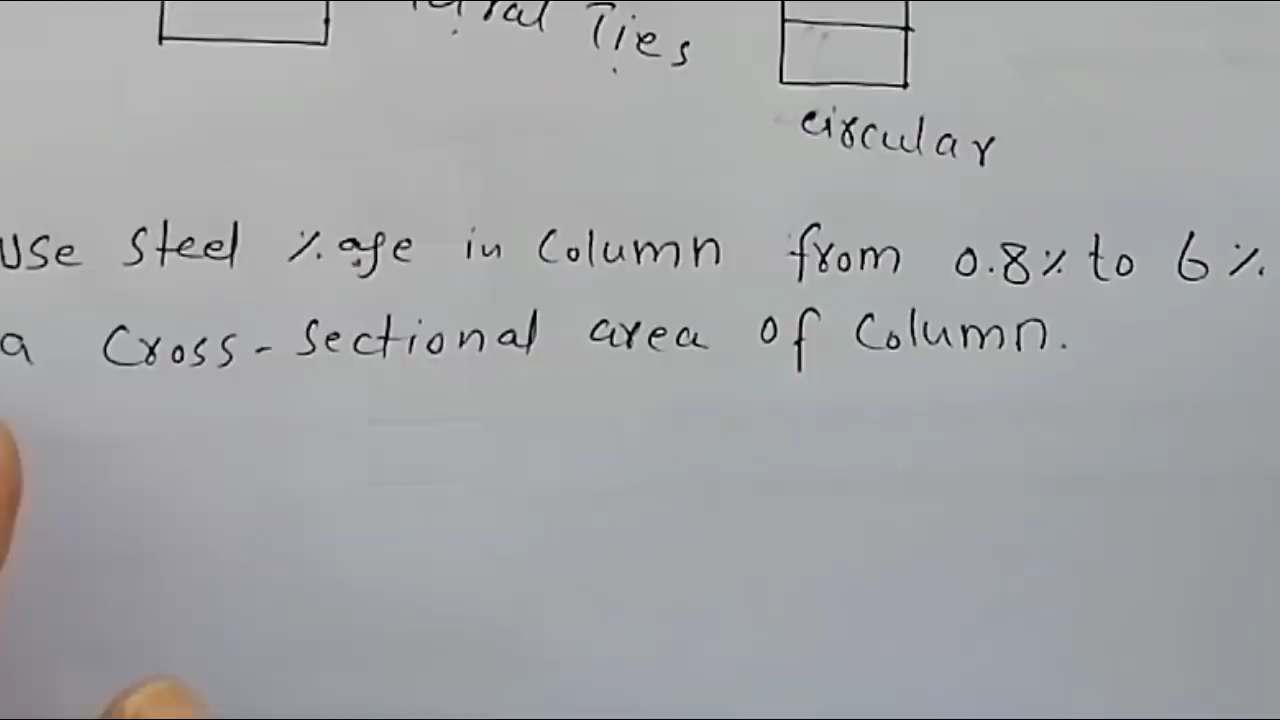 Ties
circular
use steel %age in column from 0.8% to 6%.
a cross-sectional area of column.